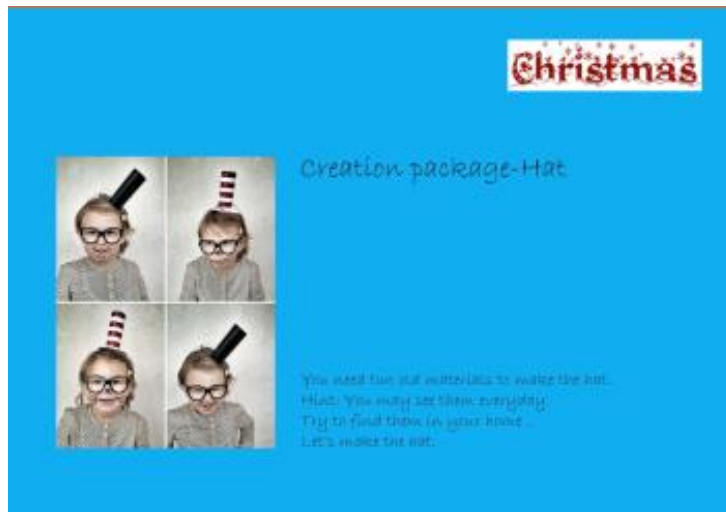 Christmas
Creation package-Hat
You need two old materials to make the hat.
Hint: You may see them everyday.
Try to find them in your home..
Let's make the hat.